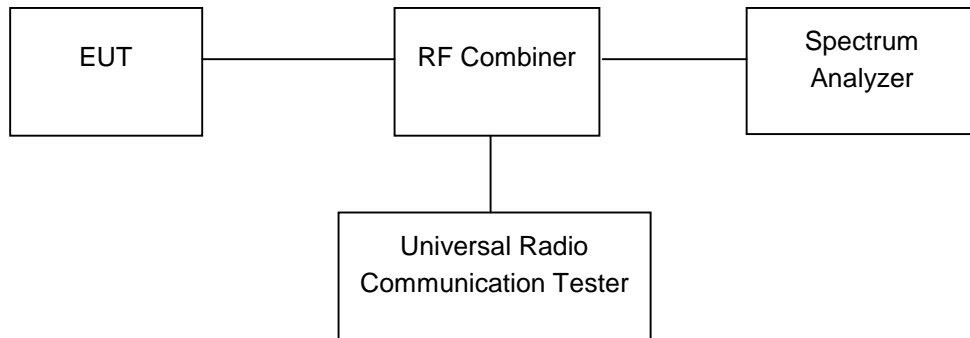 EUT
RF Combiner
Spectrum
Analyzer
Universal Radio
Communication Tester